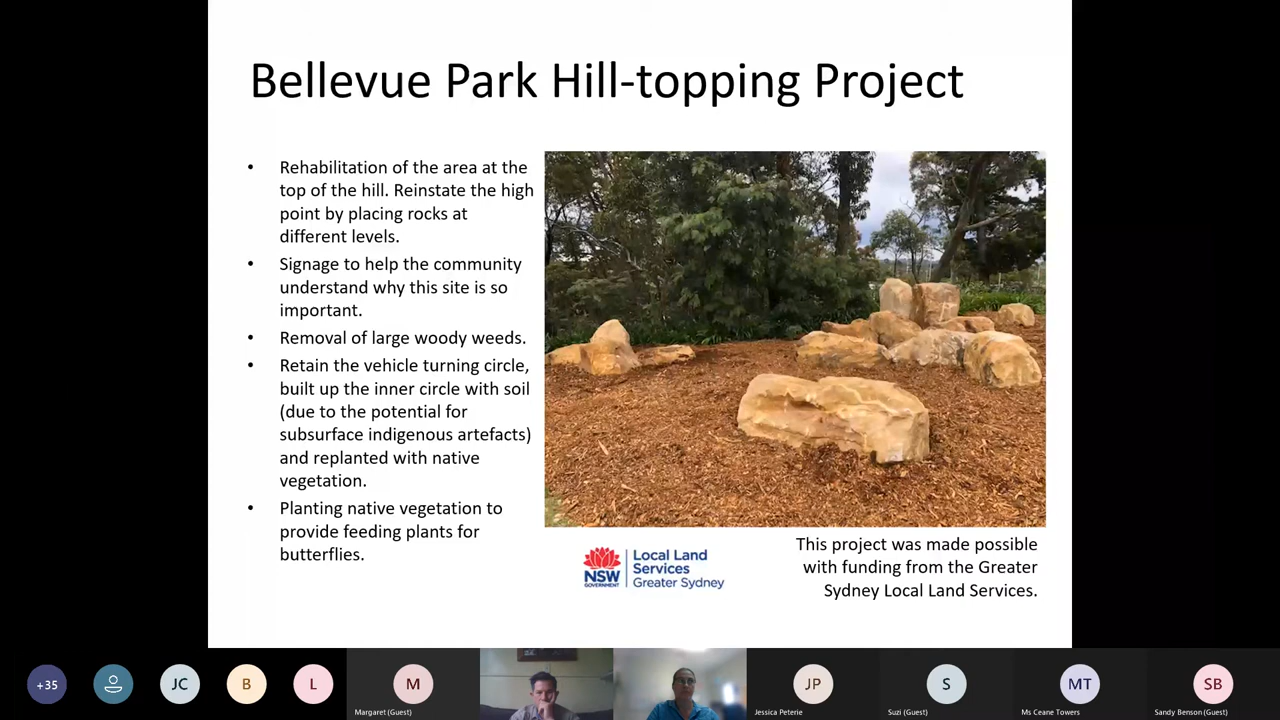 Bellevue Park Hill-topping Project
• Rehabilitation of the area at the
top of the hill. Reinstate the high
point by placing rocks at
different levels.
• Signage to help the community
understand why this site is so
important.
• Removal of large woody weeds.
• Retain the vehicle turning circle,
built up the inner circle with soil
(due to the potential for
subsurface indigenous artefacts)
and replanted with native
vegetation.
• Planting native vegetation to
provide feeding plants for
butterflies.
NSW
GOVERNMENT
Local Land
Services
Greater Sydney
This project was made possible
with funding from the Greater
Sydney Local Land Services.
+35
JC
B
L
M
Margaret (Guest)
JP
Jessica Peterie
S
Suzi (Guest)
MT
Ms Ceane Towers
SB
Sandy Benson (Guest)